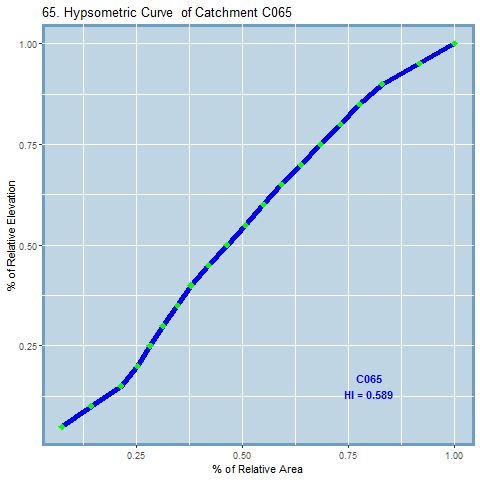 65. Hypsometric Curve  of Catchment C065
1.00
0.75
0.50
0.25
% of Relative Elevation
C065
HI = 0.589
0.25 0.50 0.75 1.00
% of Relative Area